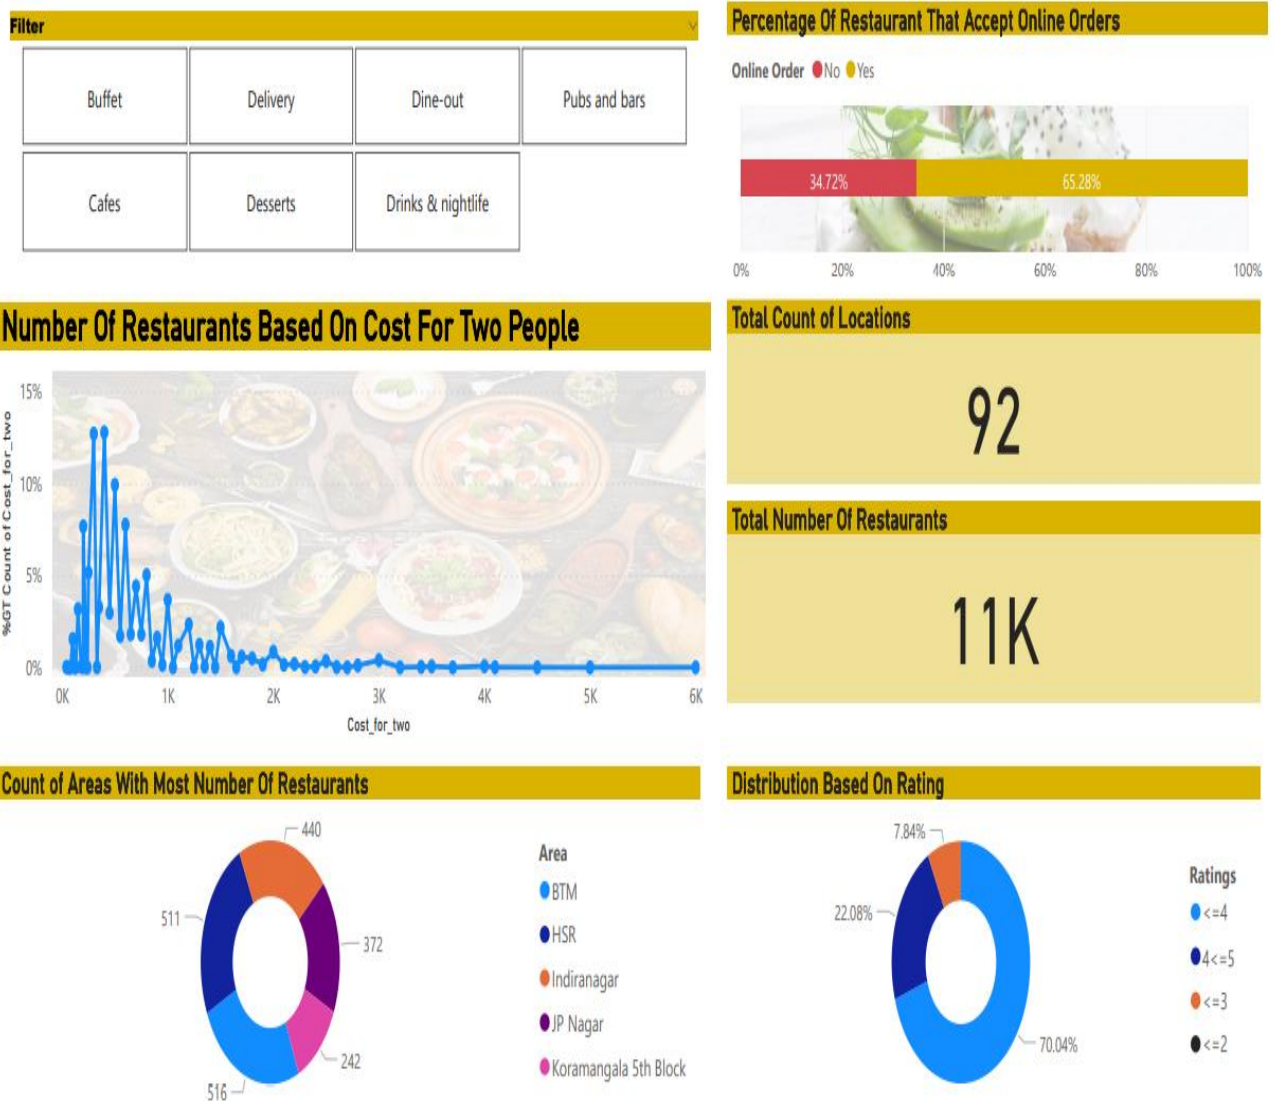 Filter
Buffet
Delivery
Dine-out
Pubs and bars
Cafes
Desserts
Drinks & nightlife
Percentage Of Restaurant That Accept Online Orders
Online Order No Yes
34.72% 65.28%
0% 20% 40% 60% 80% 100%
Number Of Restaurants Based On Cost For Two People
%GT Count of Cost_for_two
15%
10%
5%
0%
0K 1K 2K 3K 4K 5K 6K
Cost_for_two
Total Count of Locations
92
Total Number Of Restaurants
11K
Count of Areas With Most Number Of Restaurants
440
511
372
242
516
Area
BTM
HSR
Indiranagar
JP Nagar
Koramangala 5th Block
Distribution Based On Rating
7.84%
22.08%
70.04%
Ratings
<=4
4<=5
<=3
<=2